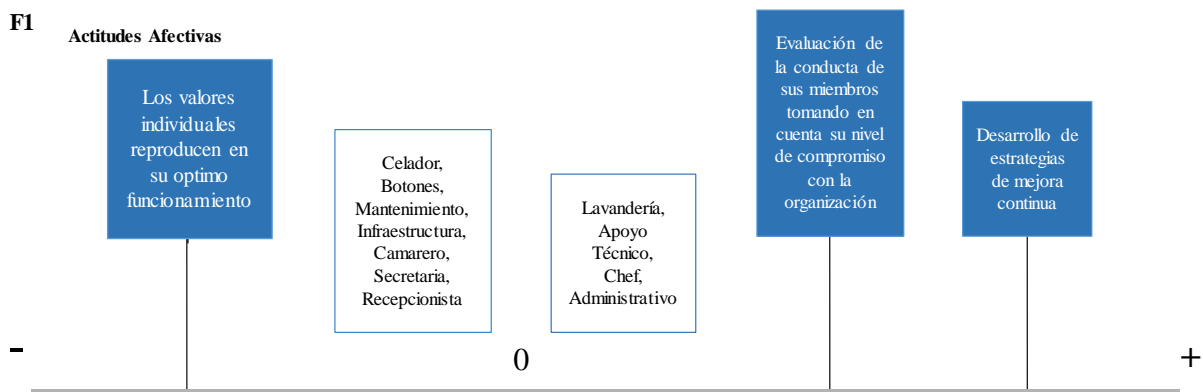 F1
Actitudes Afectivas
Los valores
individuales
reproducen en
su optimo
funcionamiento
Celador,
Botones,
Mantenimiento,
Infraestructura,
Camarero,
Secretaria,
Recepcionista
Lavandería,
Apoyo
Técnico,
Chef,
Administrativo
Evaluación de
la conducta de
sus miembros
tomando en
cuenta su nivel
de compromiso
con la
organización
Desarrollo de
estrategias
de mejora
continua
-
0
+